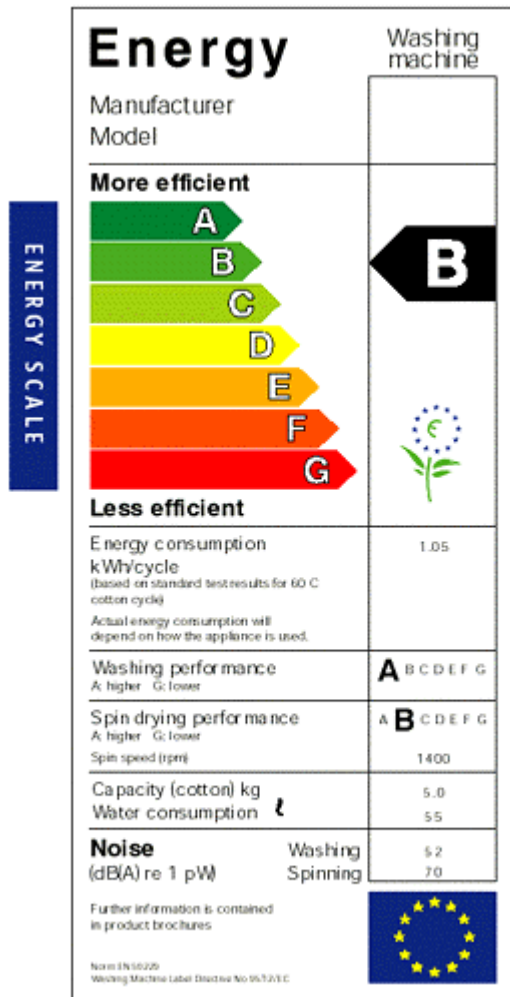 Energy
Washing
machine
Manufacturer
Model
More efficient
A
B
C
D
E
F
G
B
ENERGY SCALE
Less efficient
Energy consumption
kWh/cycle
(based on standard test results for 60 C
cotton cycle)
1.05
Actual energy consumption will
depend on how the appliance is used.
Washing performance
A: higher G: lower
A B C D E F G
Spin drying performance
A: higher G: lower
A B C D E F G
Spin speed (rpm)
1400
Capacity (cotton) kg
5.0
Water consumption ℓ
55
Noise
(dB(A) re 1 pW)
Washing
52
Spinning
70
Further information is contained
in product brochures
Norm EN 60229
Washing Machine Label Directive No 95/12/EC